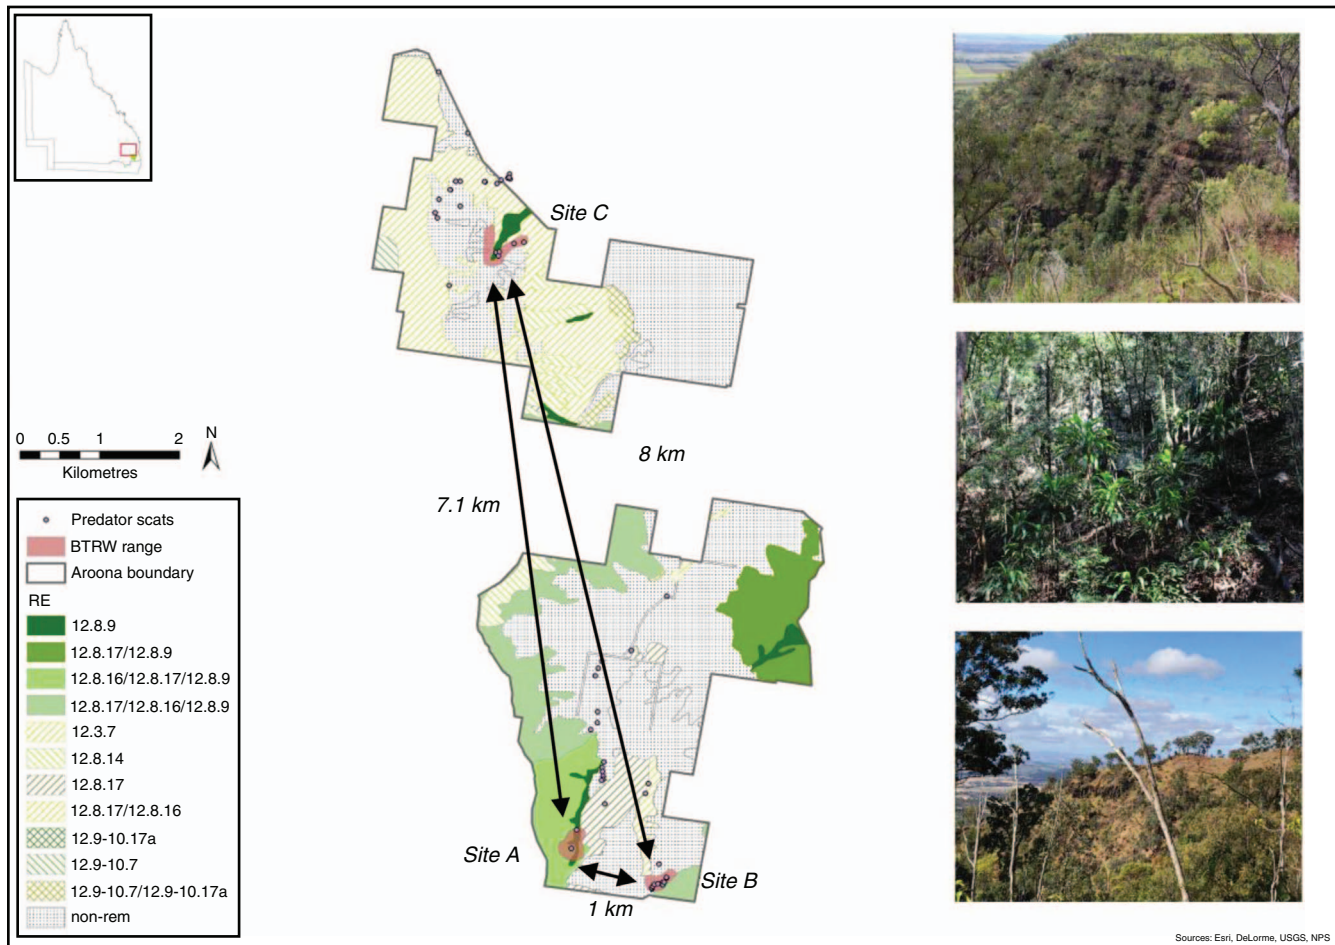 Site C
8 km
7.1 km
0 0.5 1 2
Kilometres
N
Predator scats
BTRW range
Aroona boundary
RE
12.8.9
12.8.17/12.8.9
12.8.16/12.8.17/12.8.9
12.8.17/12.8.16/12.8.9
12.3.7
12.8.14
12.8.17
12.8.17/12.8.16
12.9-10.17a
12.9-10.7
12.9-10.7/12.9-10.17a
non-rem
Site A
Site B
1 km
Sources: Esri, DeLorme, USGS, NPS